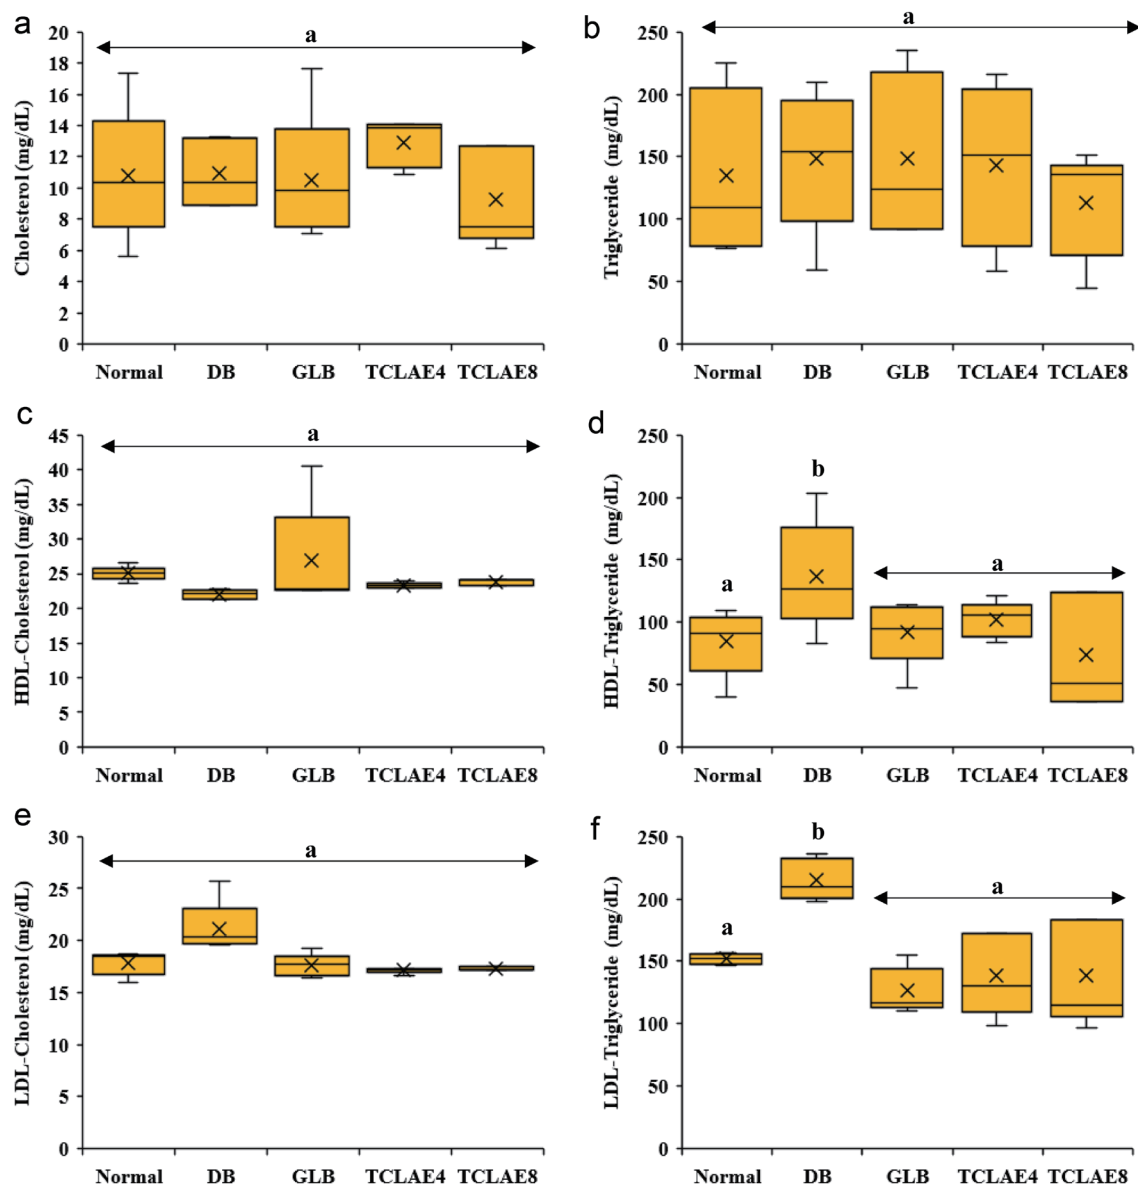 a
Cholesterol (mg/dL)
20
18
16
14
12
10
8
6
4
2
0
a
Normal DB GLB TCLAE4 TCLAE8
b
Triglyceride (mg/dL)
250
200
150
100
50
0
a
Normal DB GLB TCLAE4 TCLAE8
c
HDL-Cholesterol (mg/dL)
45
40
35
30
25
20
15
10
5
0
a
Normal DB GLB TCLAE4 TCLAE8
d
HDL-Triglyceride (mg/dL)
250
200
150
100
50
0
a
b
a
Normal DB GLB TCLAE4 TCLAE8
e
LDL-Cholesterol (mg/dL)
30
25
20
15
10
5
0
a
Normal DB GLB TCLAE4 TCLAE8
f
LDL-Triglyceride (mg/dL)
250
200
150
100
50
0
a
b
a
Normal DB GLB TCLAE4 TCLAE8